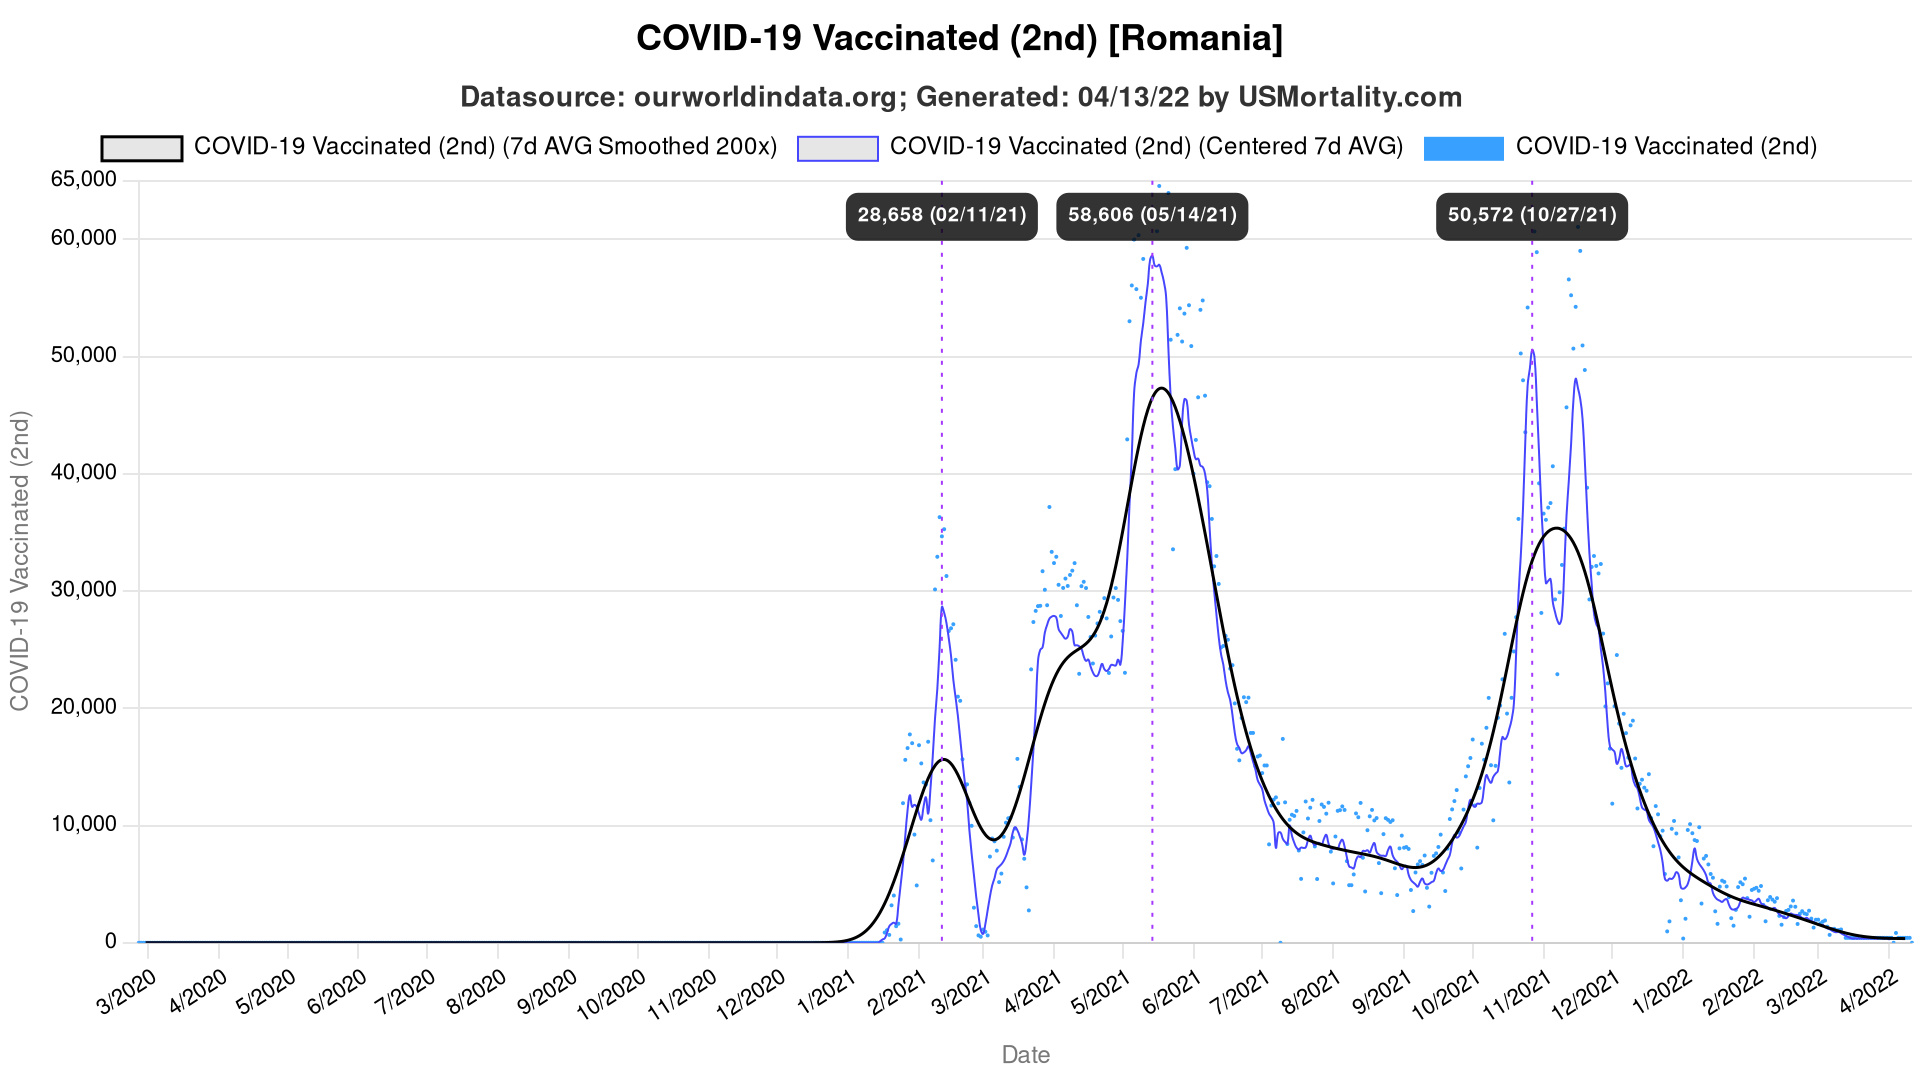 COVID-19 Vaccinated (2nd) [Romania]
Datasource: ourworldindata.org; Generated: 04/13/22 by USMortality.com
COVID-19 Vaccinated (2nd) (7d AVG Smoothed 200x) COVID-19 Vaccinated (2nd) (Centered 7d AVG) COVID-19 Vaccinated (2nd)
65,000
28,658 (02/11/21) 58,606 (05/14/21) 50,572 (10/27/21)
60,000
50,000
40,000
30,000
20,000
10,000
0
COVID-19 Vaccinated (2nd)
3/2020 4/2020 5/2020 6/2020 7/2020 8/2020 9/2020 10/2020 11/2020 12/2020 1/2021 2/2021 3/2021 4/2021 5/2021 6/2021 7/2021 8/2021 9/2021 10/2021 11/2021 12/2021 1/2022 2/2022 3/2022 4/2022
Date